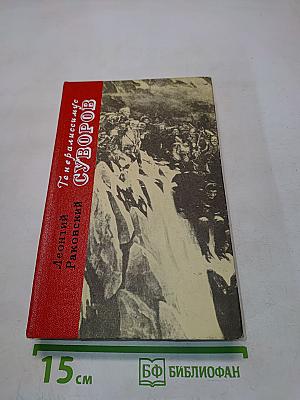 Леонтий
Раковский
Генералиссимус
СУВОРОВ
15 см
БФ БИБЛИОФАН